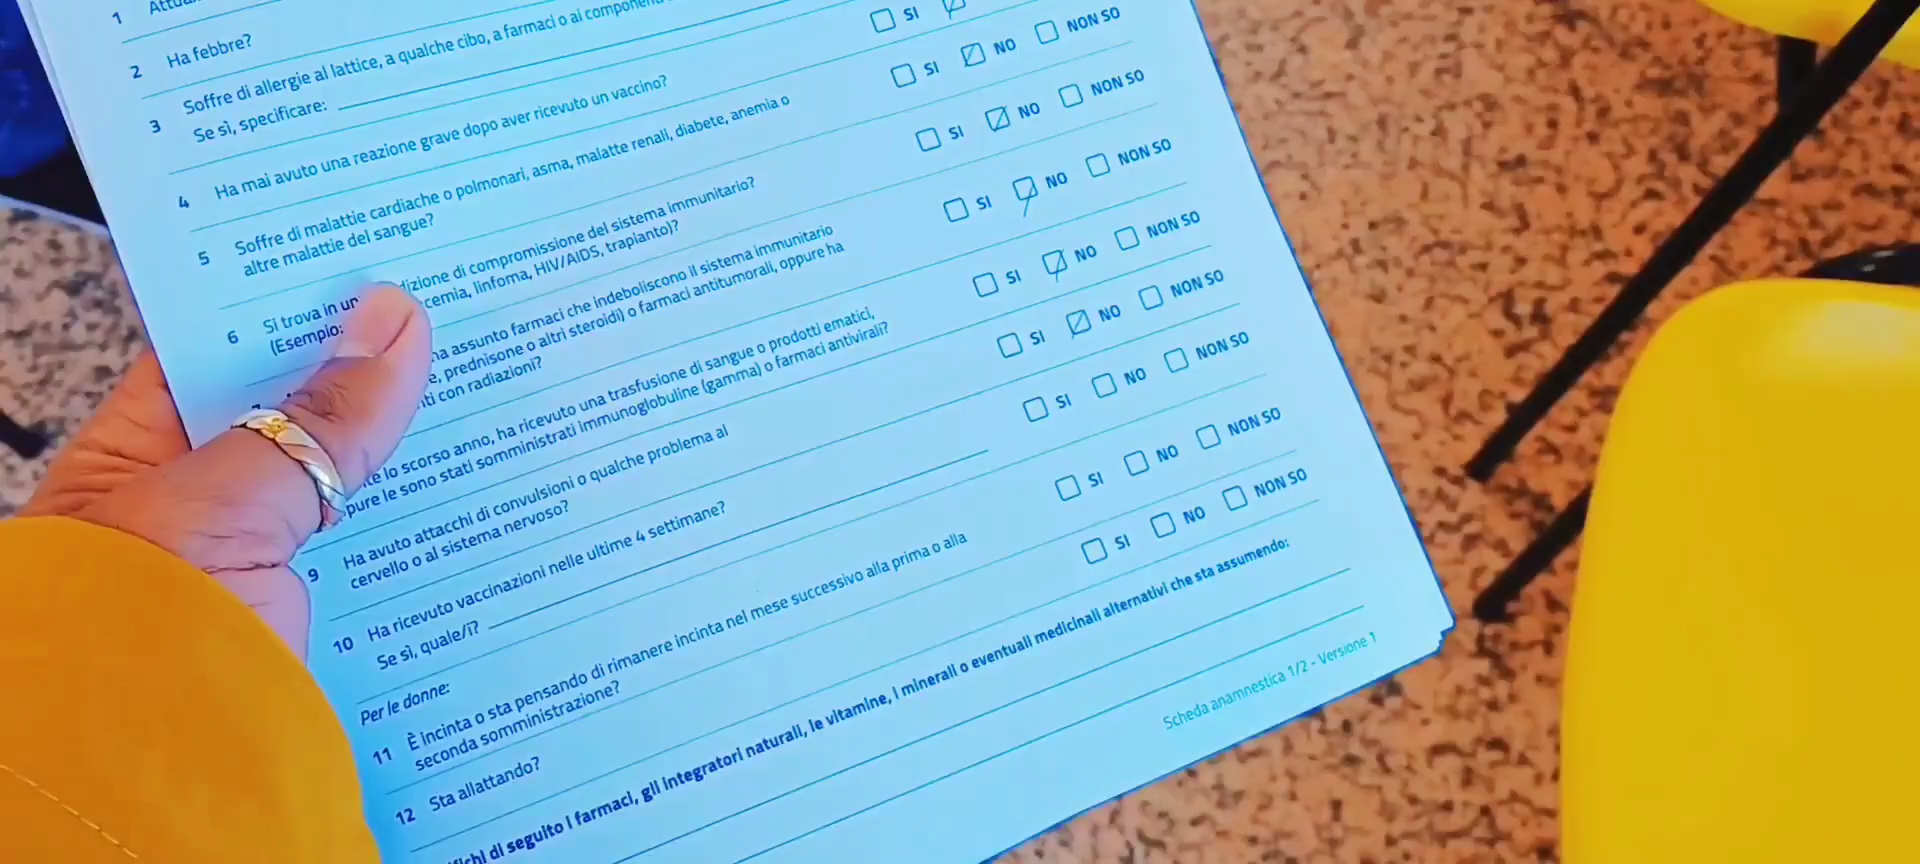 1
2 Ha febbre?
SI
3 Soffre di allergie al lattice, a qualche cibo, a farmaci o ai
Se sì, specificare:
SI NO NON SO
4 Ha mai avuto una reazione grave dopo aver ricevuto un vaccino?
SI NO NON SO
5 Soffre di malattie cardiache o polmonari, asma, malatte renali, diabete, anemia o
altre malattie del sangue?
SI NO NON SO
6 Si trova in di compromissione del sistema immunitario?
(Esempio: linfoma, HIV/AIDS, trapianto)?
SI NO NON SO
ha assunto farmaci che indeboliscono il sistema immunitario
prednisone o altri steroidi) o farmaci antitumorali, oppure ha
con radiazioni?
SI NO NON SO
lo scorso anno, ha ricevuto una trasfusione di sangue o prodotti ematici,
pure le sono stati somministrati immunoglobuline (gamma) o farmaci antivirali?
SI NO NON SO
9 Ha avuto attacchi di convulsioni o qualche problema al
cervello o al sistema nervoso?
SI NO NON SO
10 Ha ricevuto vaccinazioni nelle ultime 4 settimane?
Se sì, quale/i?
Per le donne:
11 È incinta o sta pensando di rimanere incinta nel mese successivo alla prima o alla
seconda somministrazione?
SI NO NON SO
12 Sta allattando?
SI NO NON SO
di seguito i farmaci, gli integratori naturali, le vitamine, i minerali o eventuali medicinali alternativi che sta assumendo:
Scheda anamnestica 1/2 - Versione 1